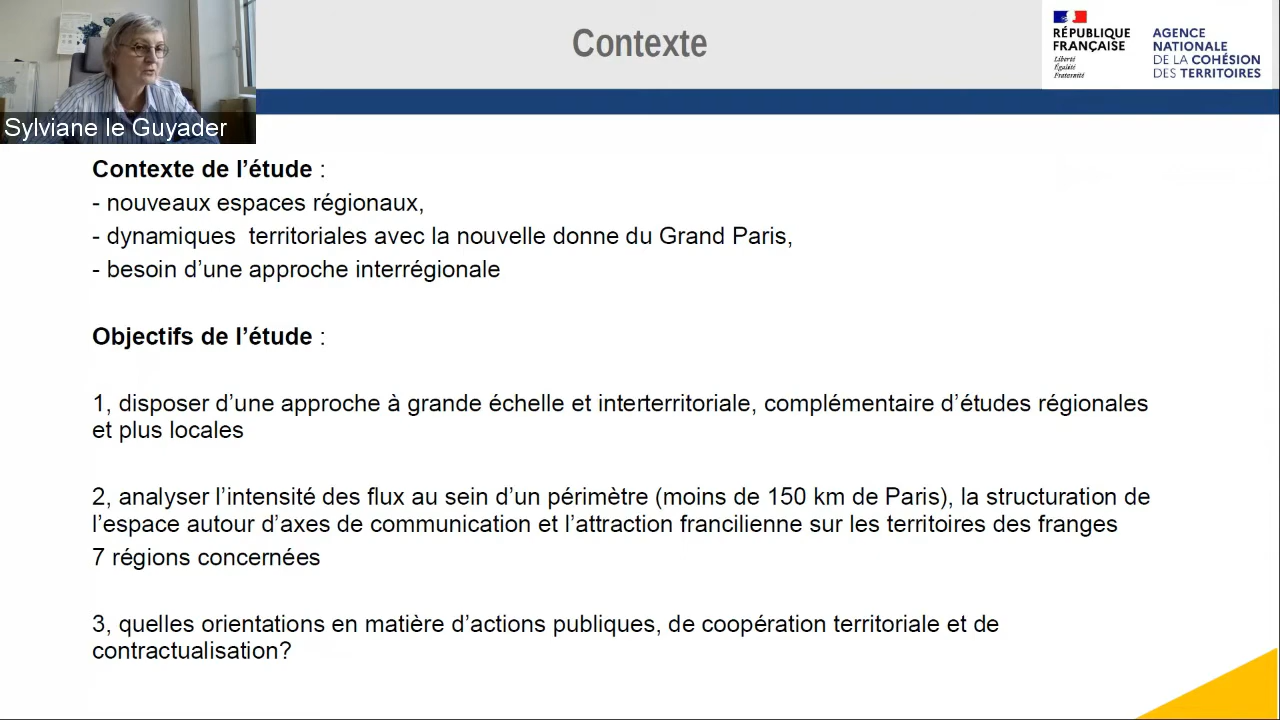 Contexte
RÉPUBLIQUE
FRANÇAISE
Liberté
Égalité
Fraternité
AGENCE
NATIONALE
DE LA COHÉSION
DES TERRITOIRES
Sylviane le Guyader
Contexte de l’étude :
- nouveaux espaces régionaux,
- dynamiques  territoriales avec la nouvelle donne du Grand Paris,
- besoin d’une approche interrégionale
Objectifs de l’étude :
1, disposer d’une approche à grande échelle et interterritoriale, complémentaire d’études régionales
et plus locales
2, analyser l’intensité des flux au sein d’un périmètre (moins de 150 km de Paris), la structuration de
l’espace autour d’axes de communication et l’attraction francilienne sur les territoires des franges
7 régions concernées
3, quelles orientations en matière d’actions publiques, de coopération territoriale et de
contractualisation?